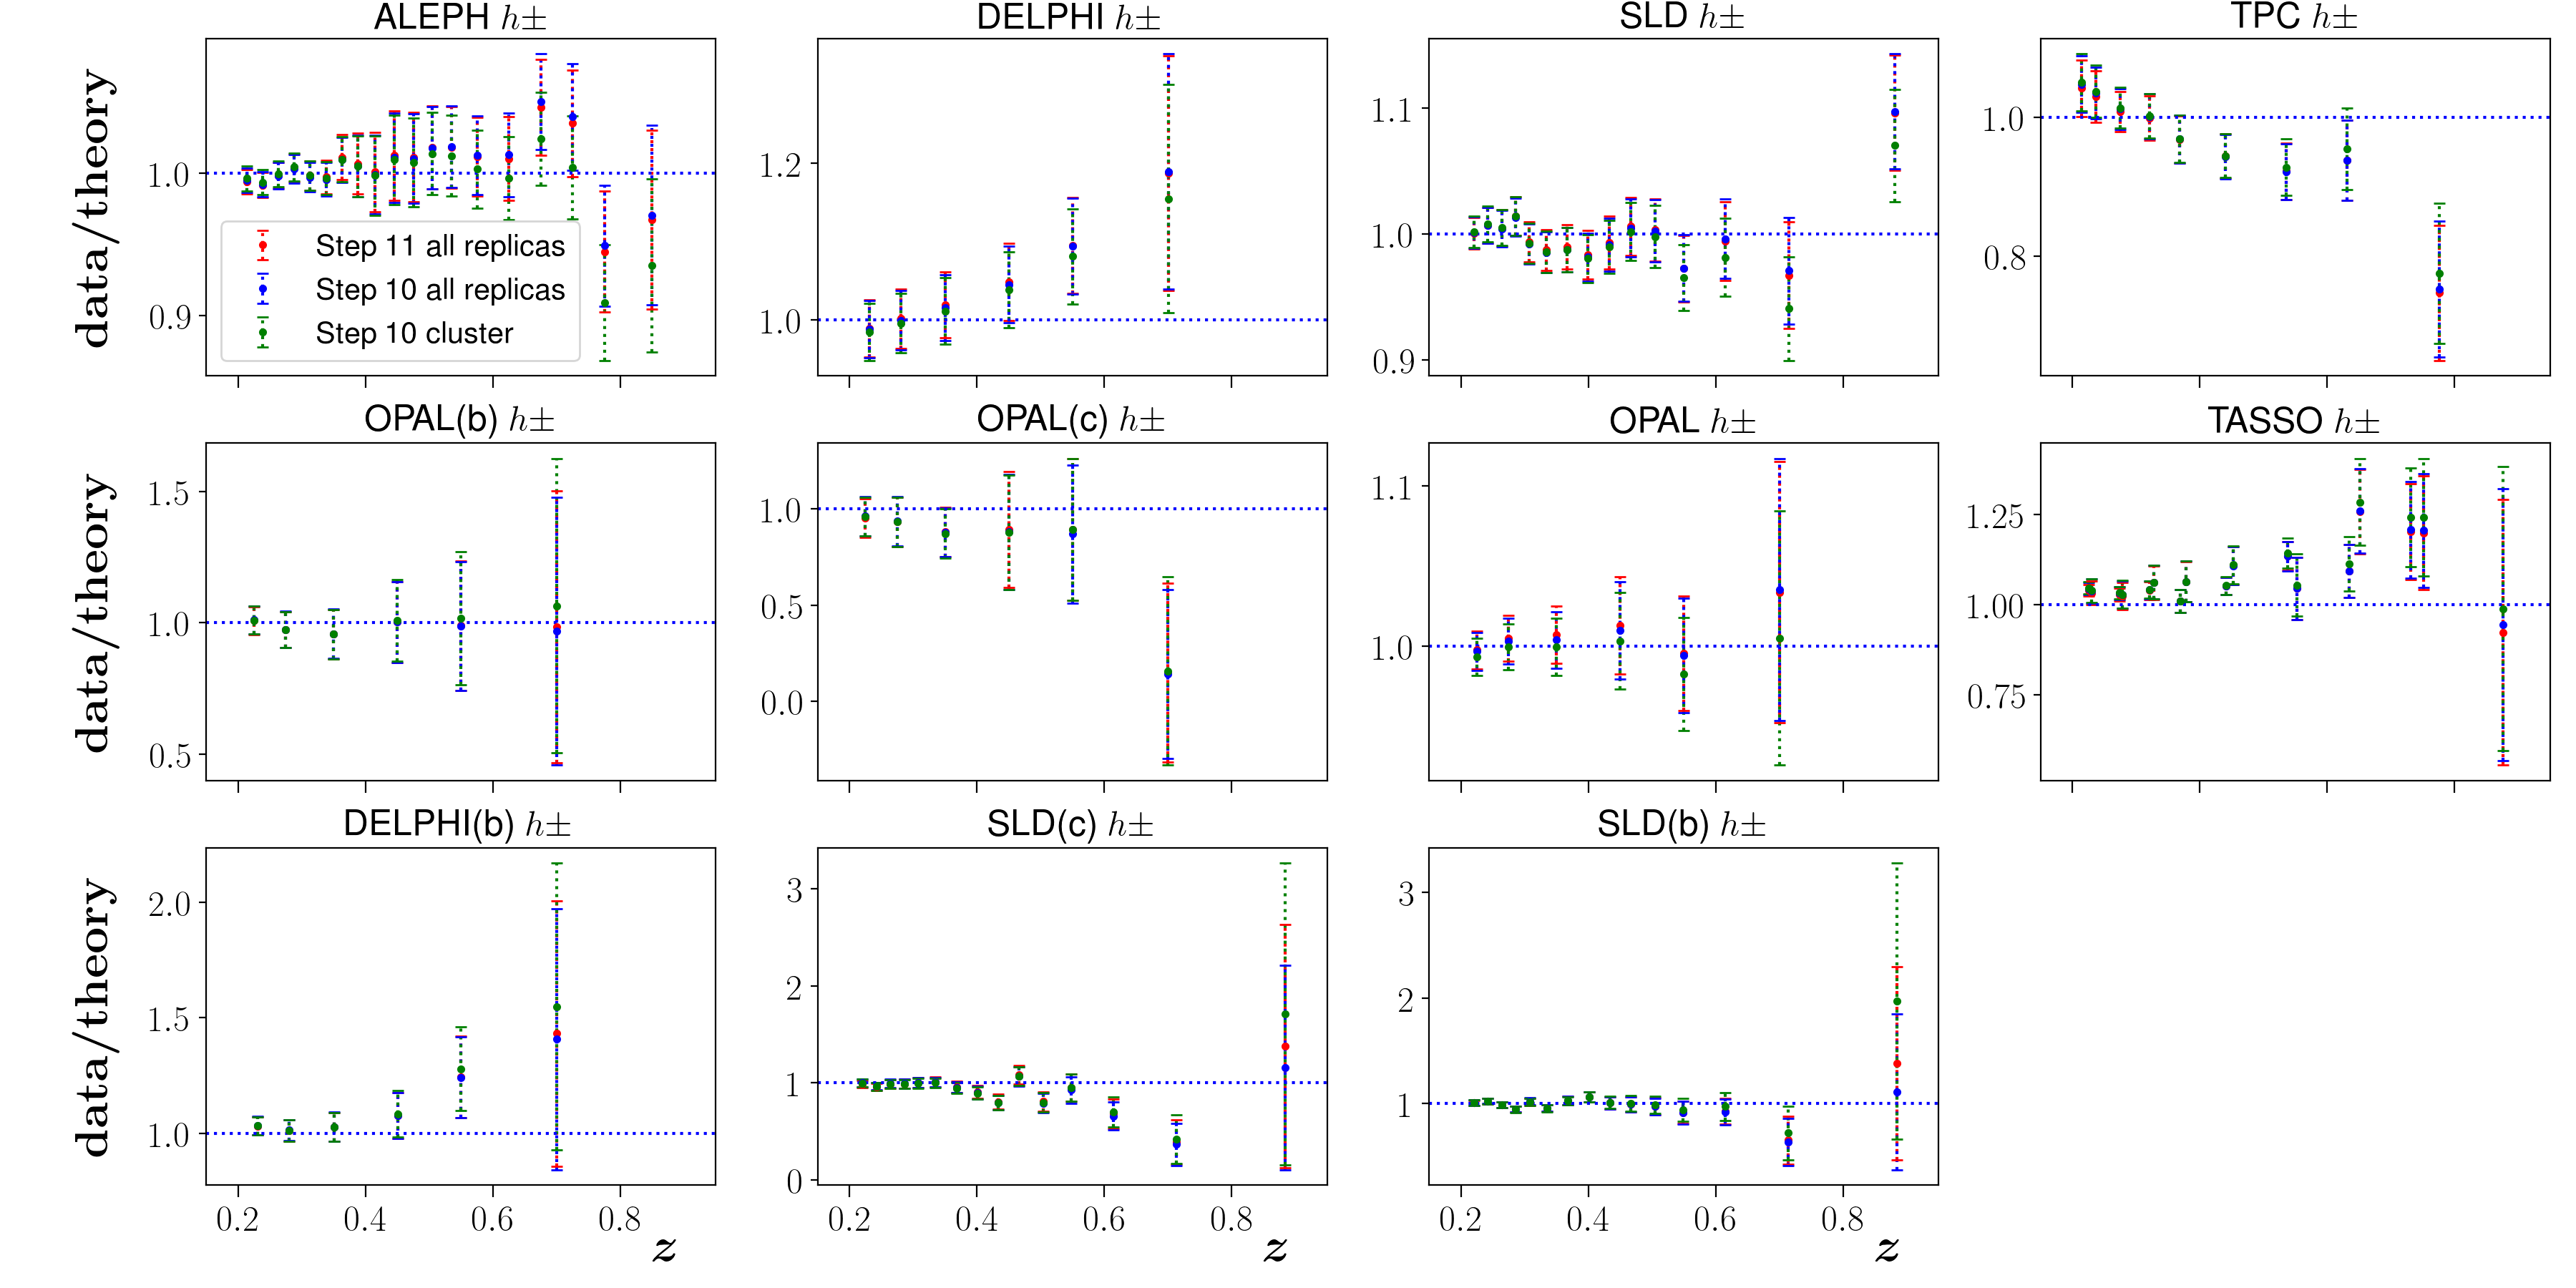 ALEPH h±
DELPHI h±
SLD h±
TPC h±
data/theory
1.0
0.9
Step 11 all replicas
Step 10 all replicas
Step 10 cluster
1.2
1.0
1.1
1.0
0.9
1.0
0.8
OPAL(b) h±
OPAL(c) h±
OPAL h±
TASSO h±
data/theory
1.5
1.0
0.5
1.0
0.5
0.0
1.1
1.0
1.25
1.00
0.75
DELPHI(b) h±
SLD(c) h±
SLD(b) h±
data/theory
2.0
1.5
1.0
3
2
1
0
3
2
1
0.2 0.4 0.6 0.8
z
0.2 0.4 0.6 0.8
z
0.2 0.4 0.6 0.8
z